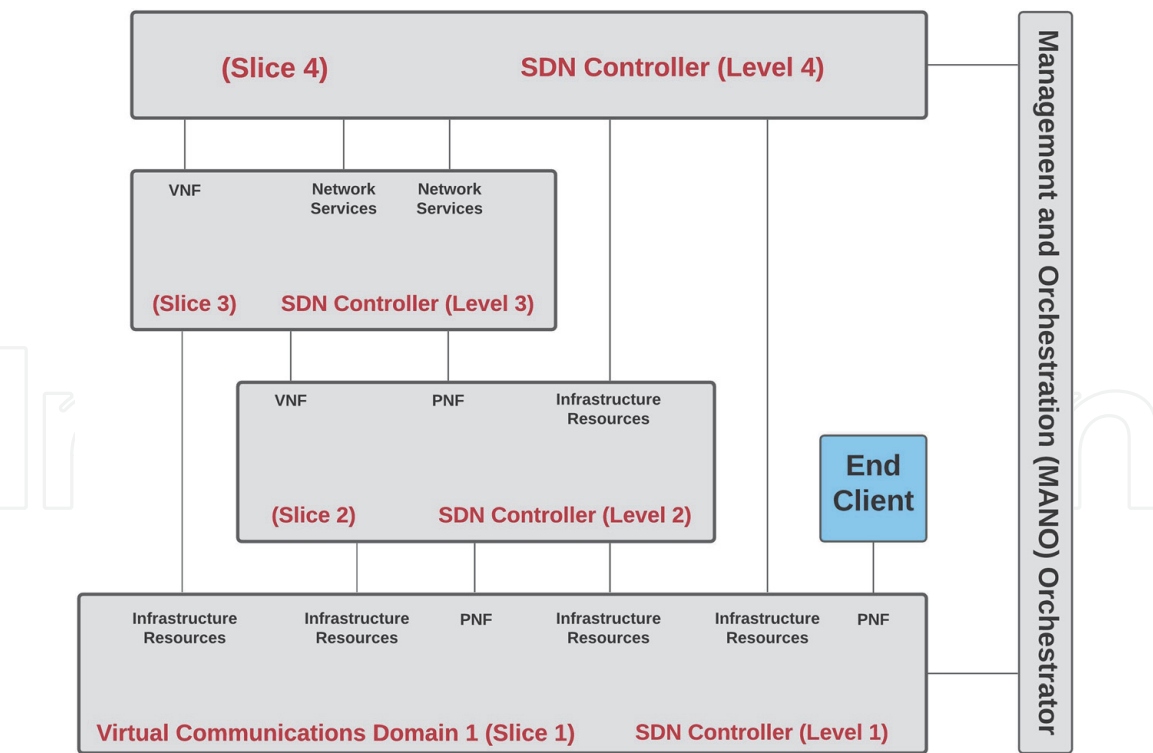 (Slice 4) SDN Controller (Level 4)
VNF Network Services Network Services
(Slice 3) SDN Controller (Level 3)
VNF PNF Infrastructure Resources
(Slice 2) SDN Controller (Level 2)
End
Client
Infrastructure Resources Infrastructure Resources PNF Infrastructure Resources Infrastructure Resources PNF
Virtual Communications Domain 1 (Slice 1) SDN Controller (Level 1)
Management and Orchestration (MANO) Orchestrator